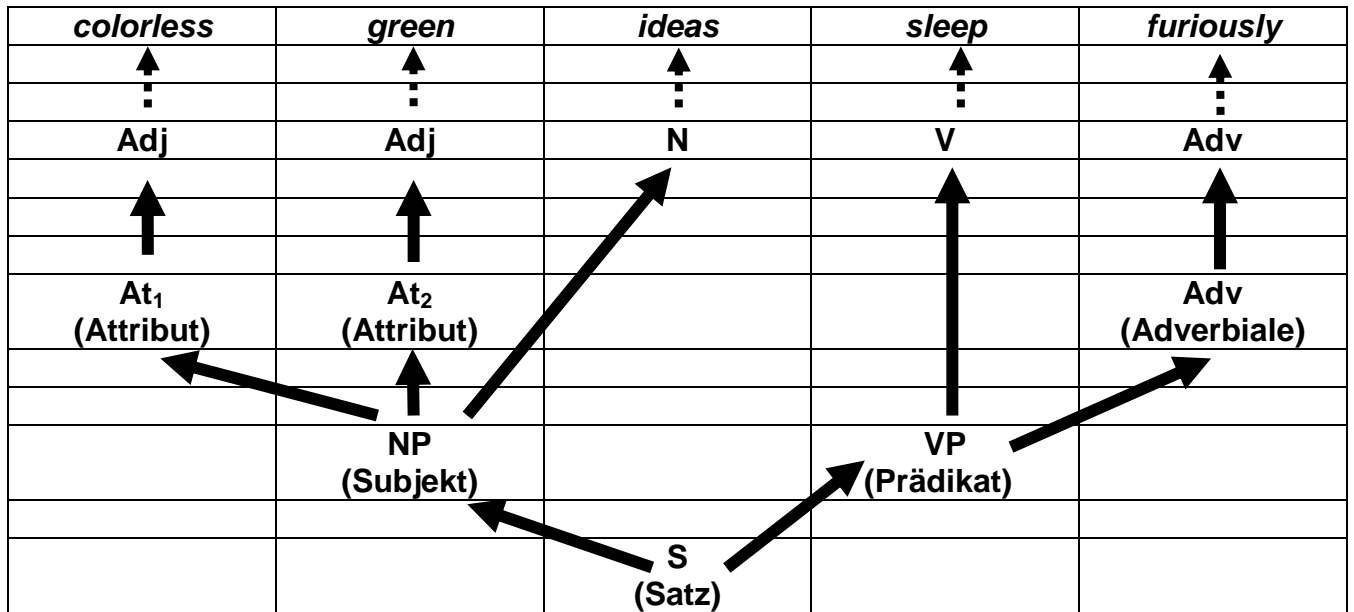 colorless green ideas sleep furiously
Adj Adj N V Adv
At₁ At₂ Adv
(Attribut) (Attribut) (Adverbiale)
NP VP
(Subjekt) (Prädikat)
S
(Satz)